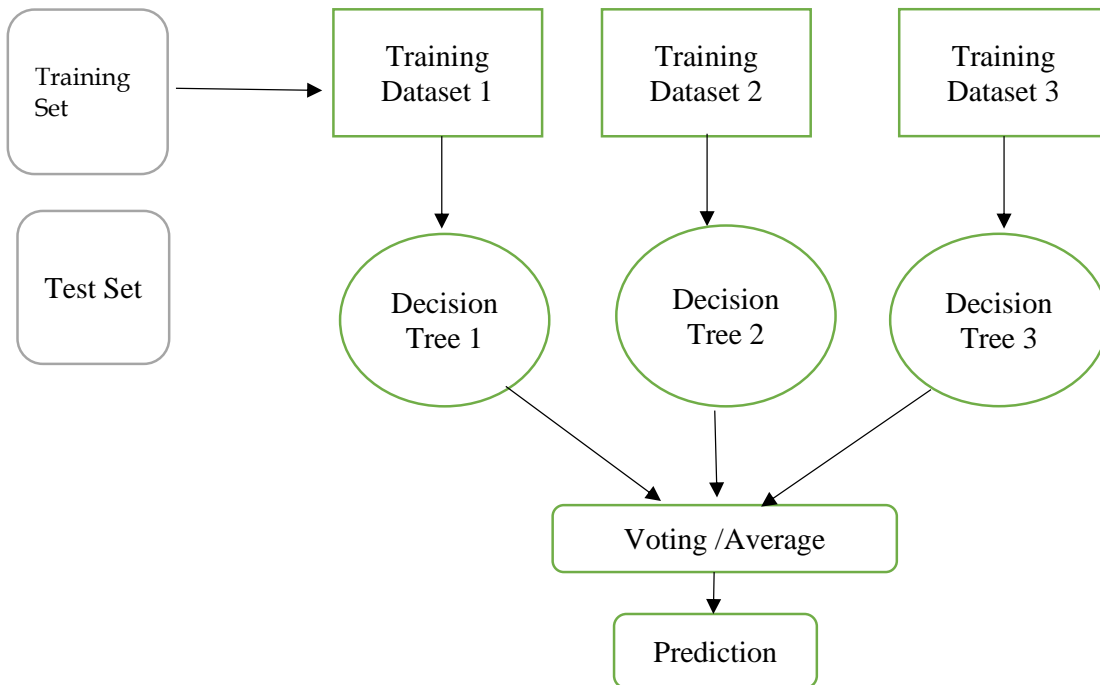 Training
Set
Training
Dataset 1
Training
Dataset 2
Training
Dataset 3
Test Set
Decision
Tree 1
Decision
Tree 2
Decision
Tree 3
Voting /Average
Prediction